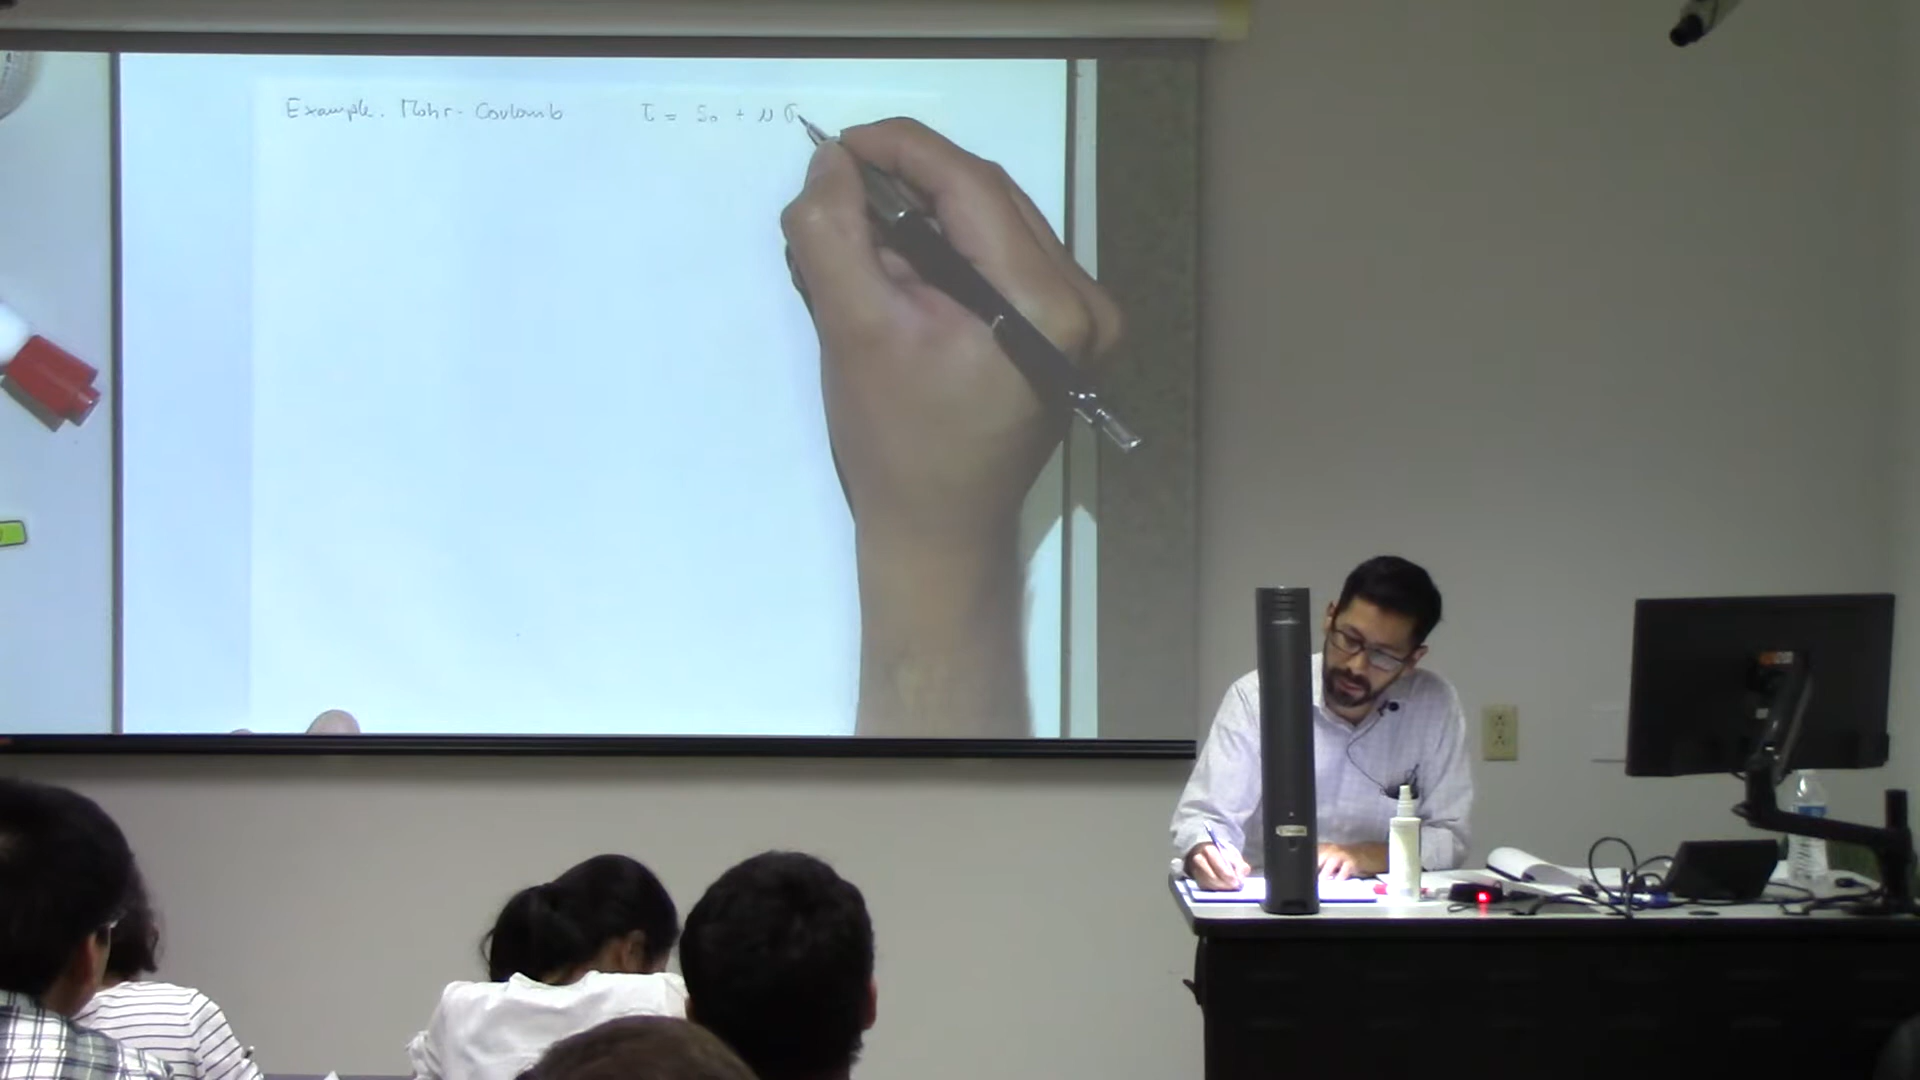 Example. Mohr-Coulomb τ = S₀ + μ σ